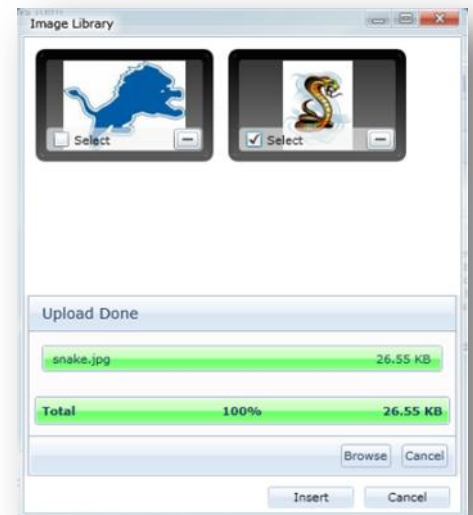 Image Library
Select
Select
Upload Done
snake.jpg 26.55 KB
Total 100% 26.55 KB
Browse Cancel
Insert Cancel